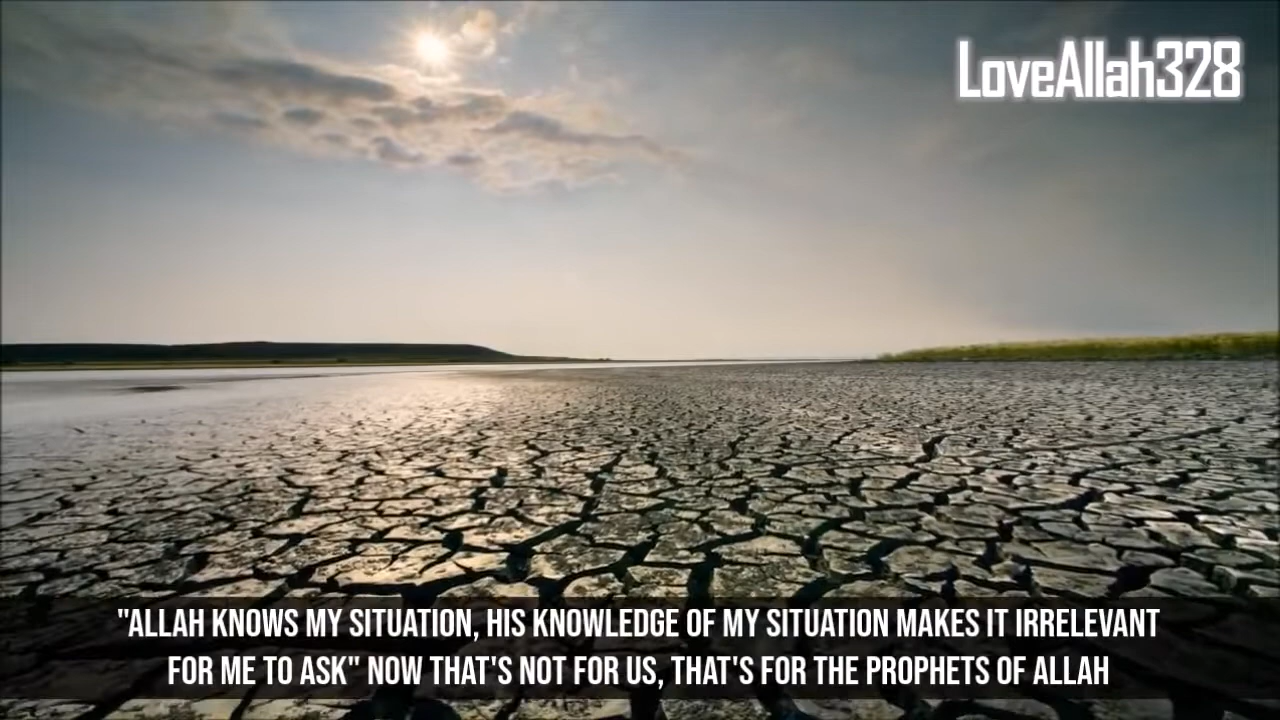 LoveAllah328
"ALLAH KNOWS MY SITUATION, HIS KNOWLEDGE OF MY SITUATION MAKES IT IRRELEVANT
FOR ME TO ASK" NOW THAT'S NOT FOR US, THAT'S FOR THE PROPHETS OF ALLAH